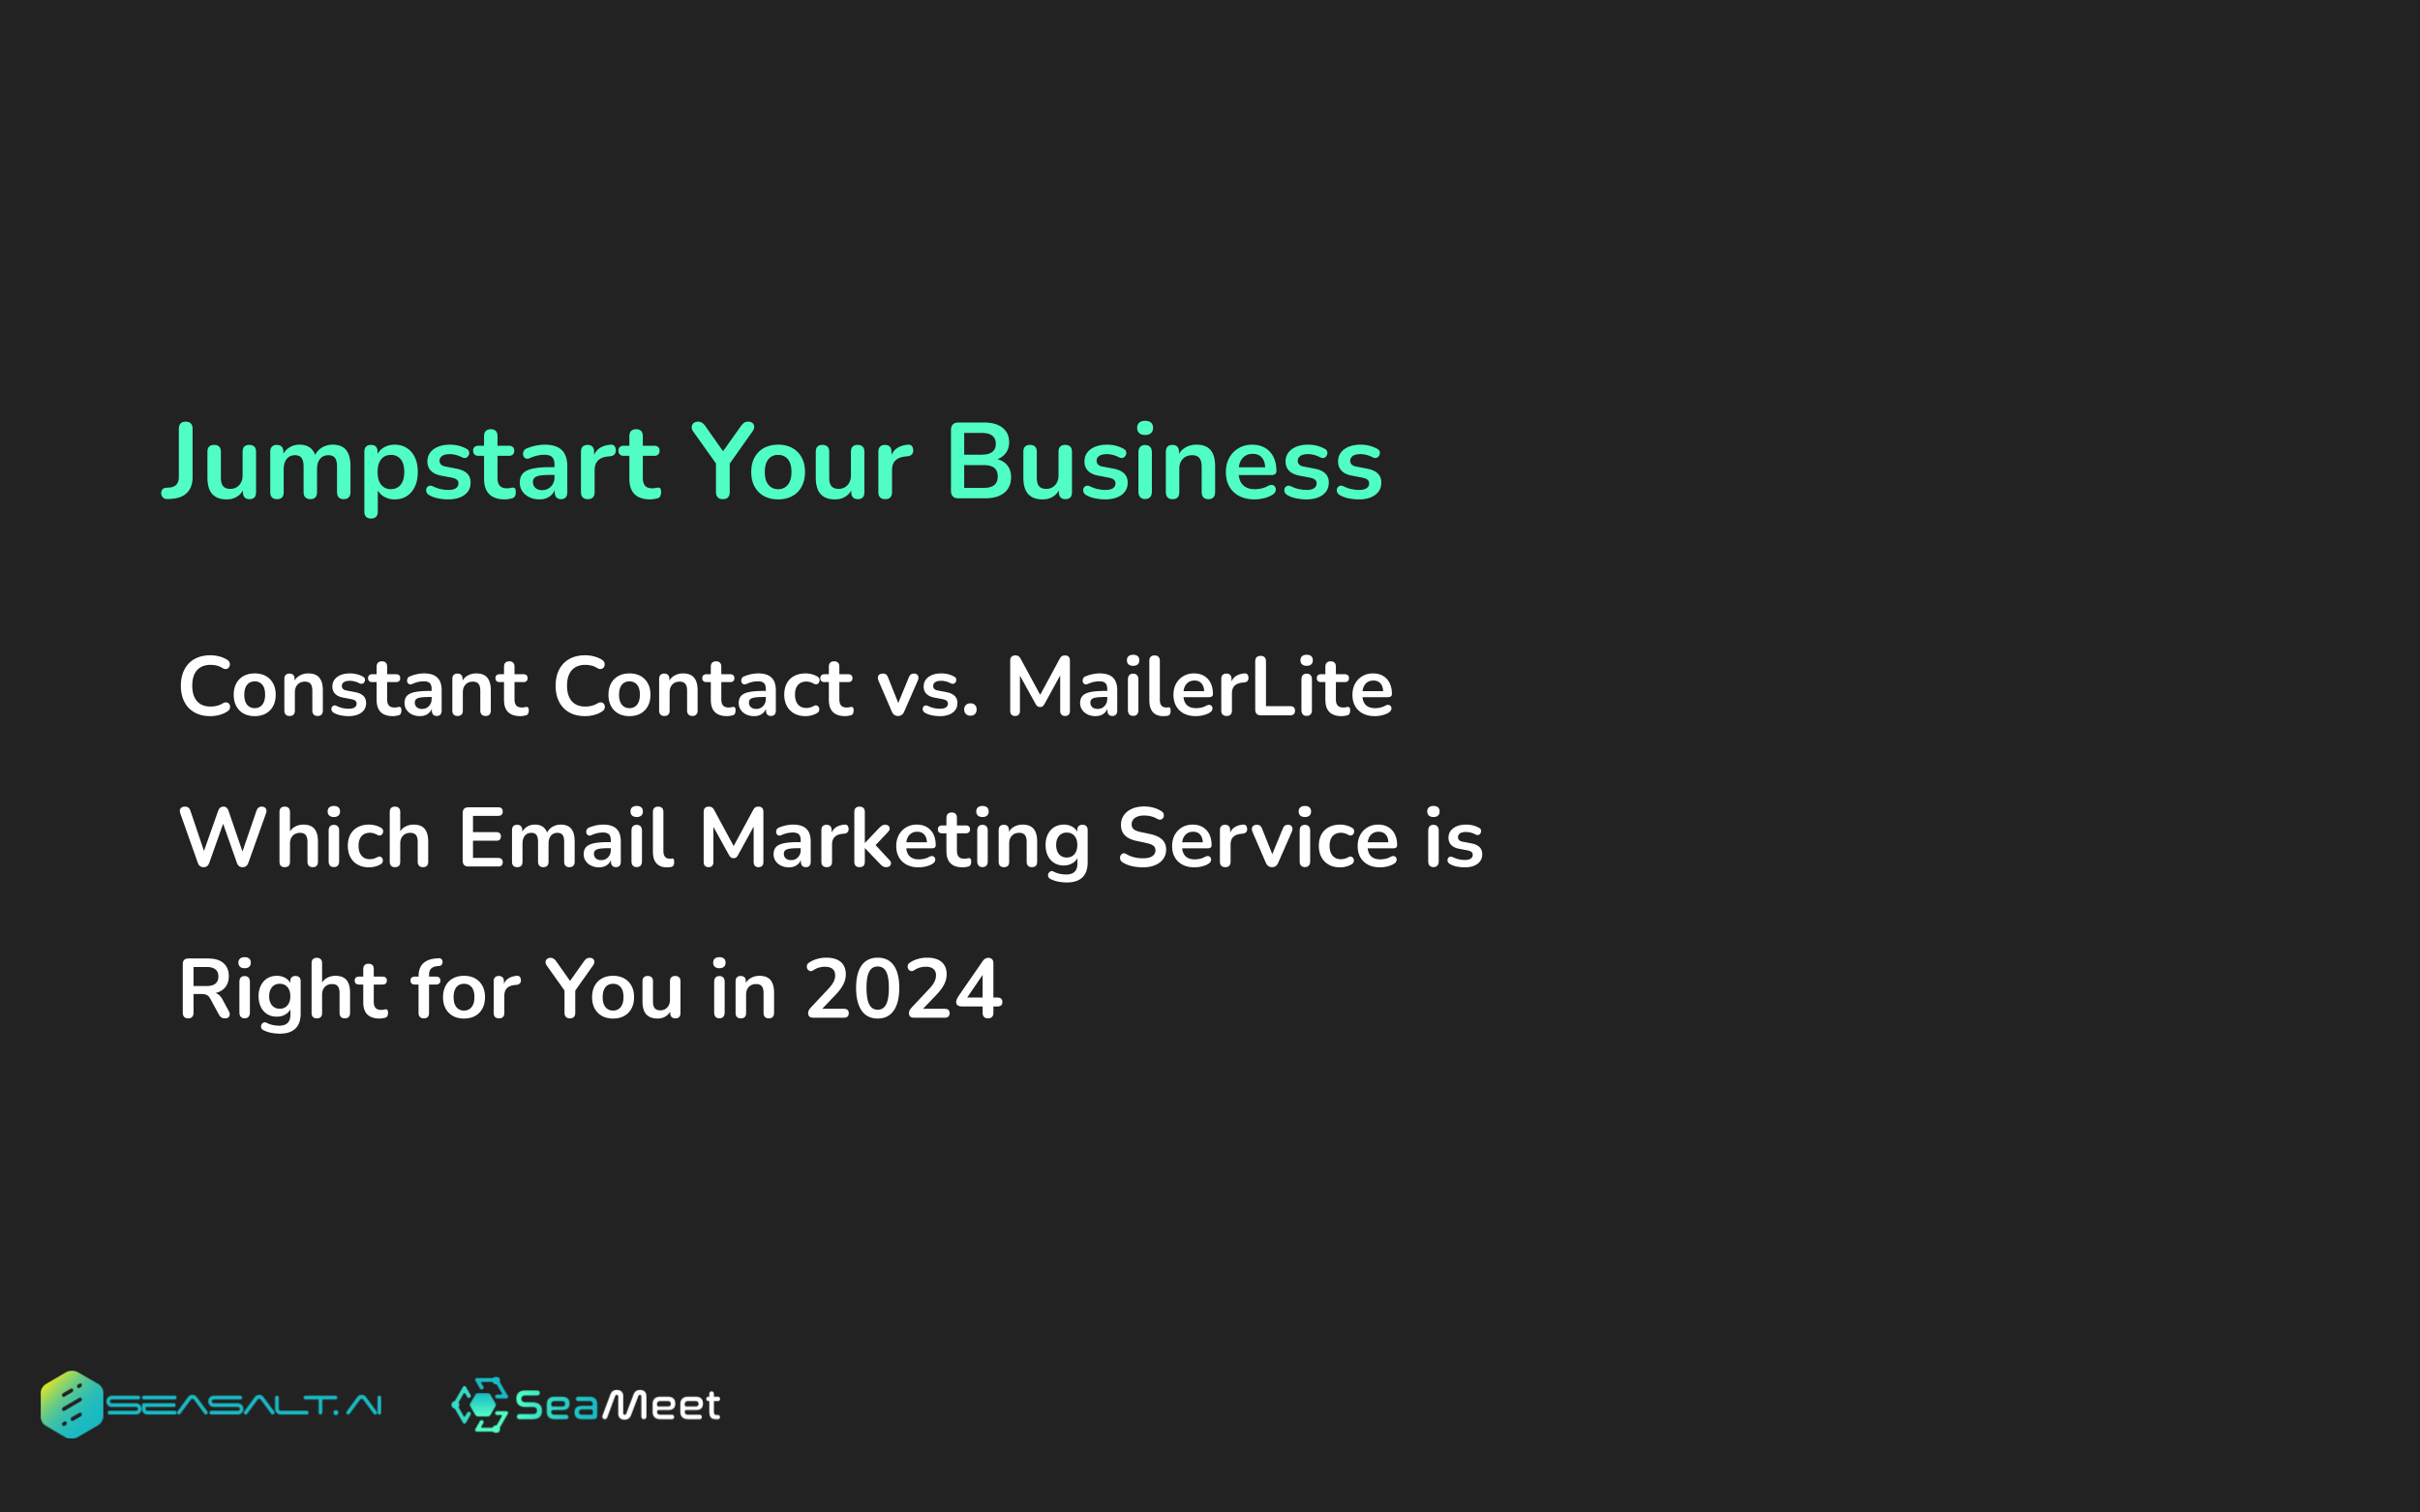 Jumpstart Your Business
Constant Contact vs. MailerLite
Which Email Marketing Service is
Right for You in 2024
SEASALT.AI
SeaMeet